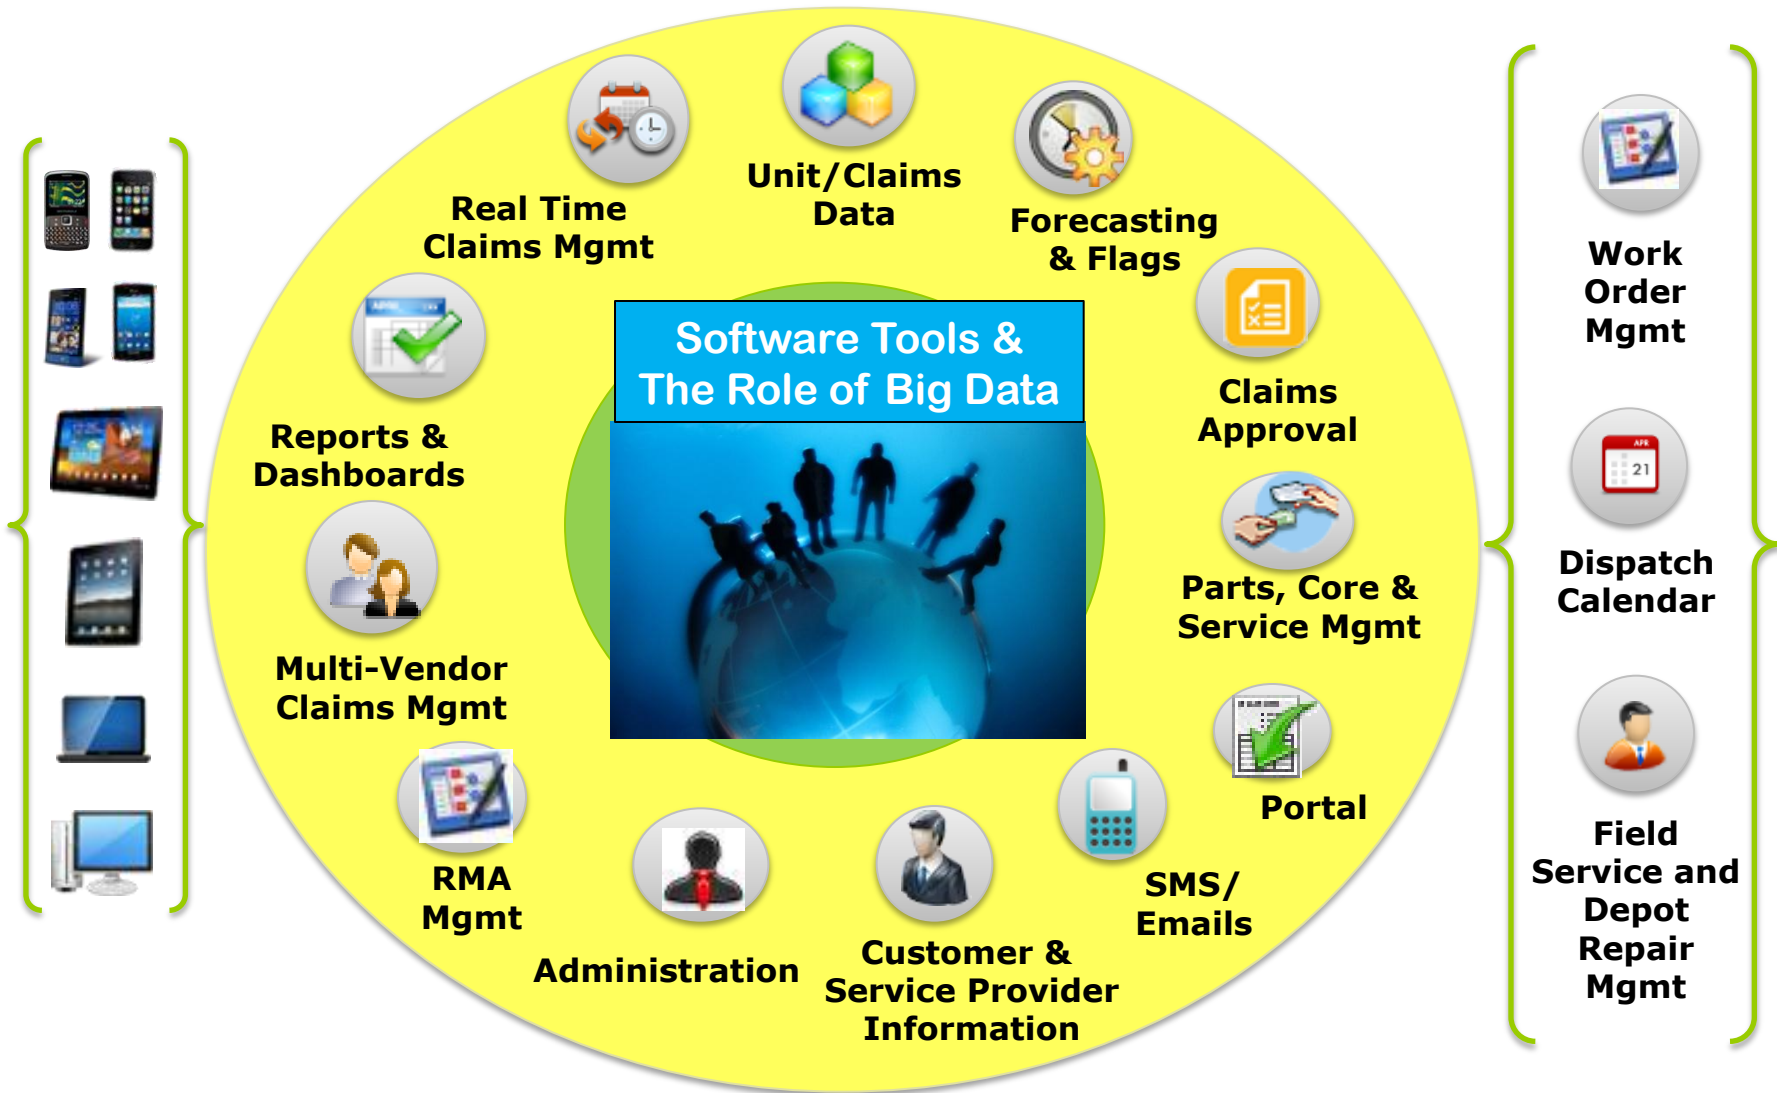 Software Tools &
The Role of Big Data
Unit/Claims
Data
Forecasting
& Flags
Claims
Approval
Parts, Core &
Service Mgmt
Portal
SMS/
Emails
Customer &
Service Provider
Information
Administration
RMA
Mgmt
Multi-Vendor
Claims Mgmt
Reports &
Dashboards
Real Time
Claims Mgmt
Work
Order
Mgmt
APR
21
Dispatch
Calendar
Field
Service and
Depot
Repair
Mgmt